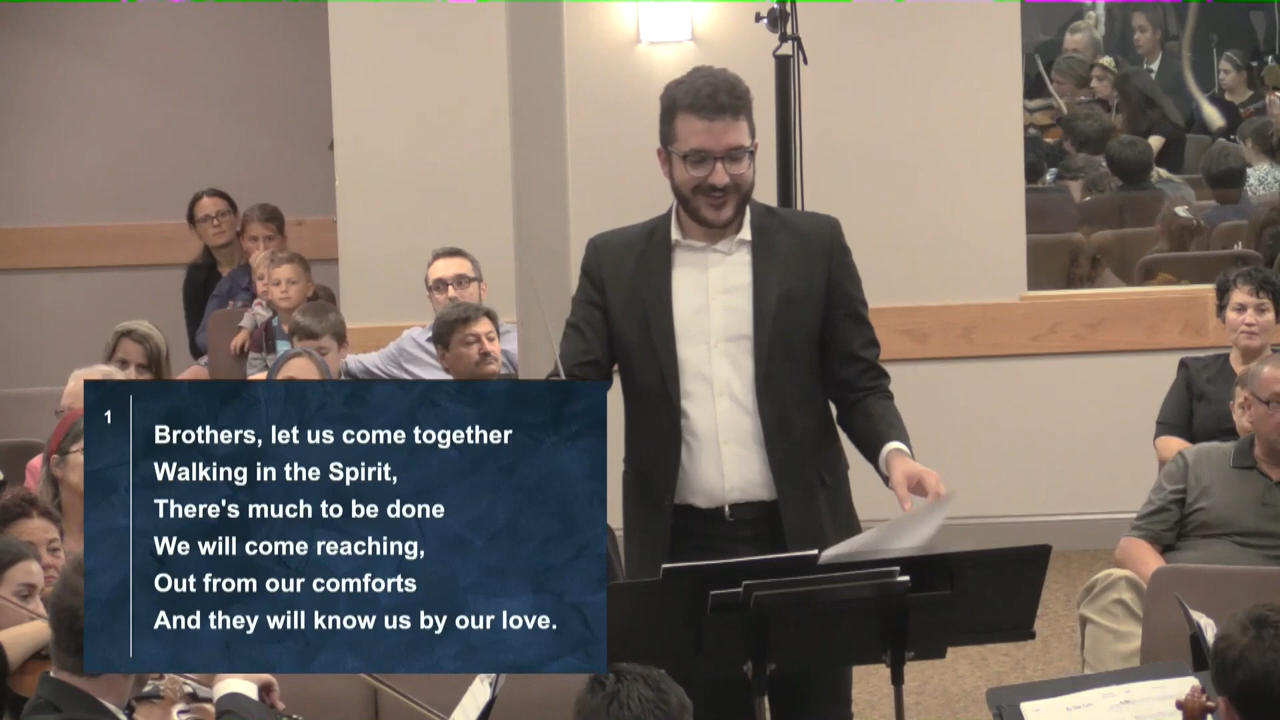 1
Brothers, let us come together
Walking in the Spirit,
There's much to be done
We will come reaching,
Out from our comforts
And they will know us by our love.